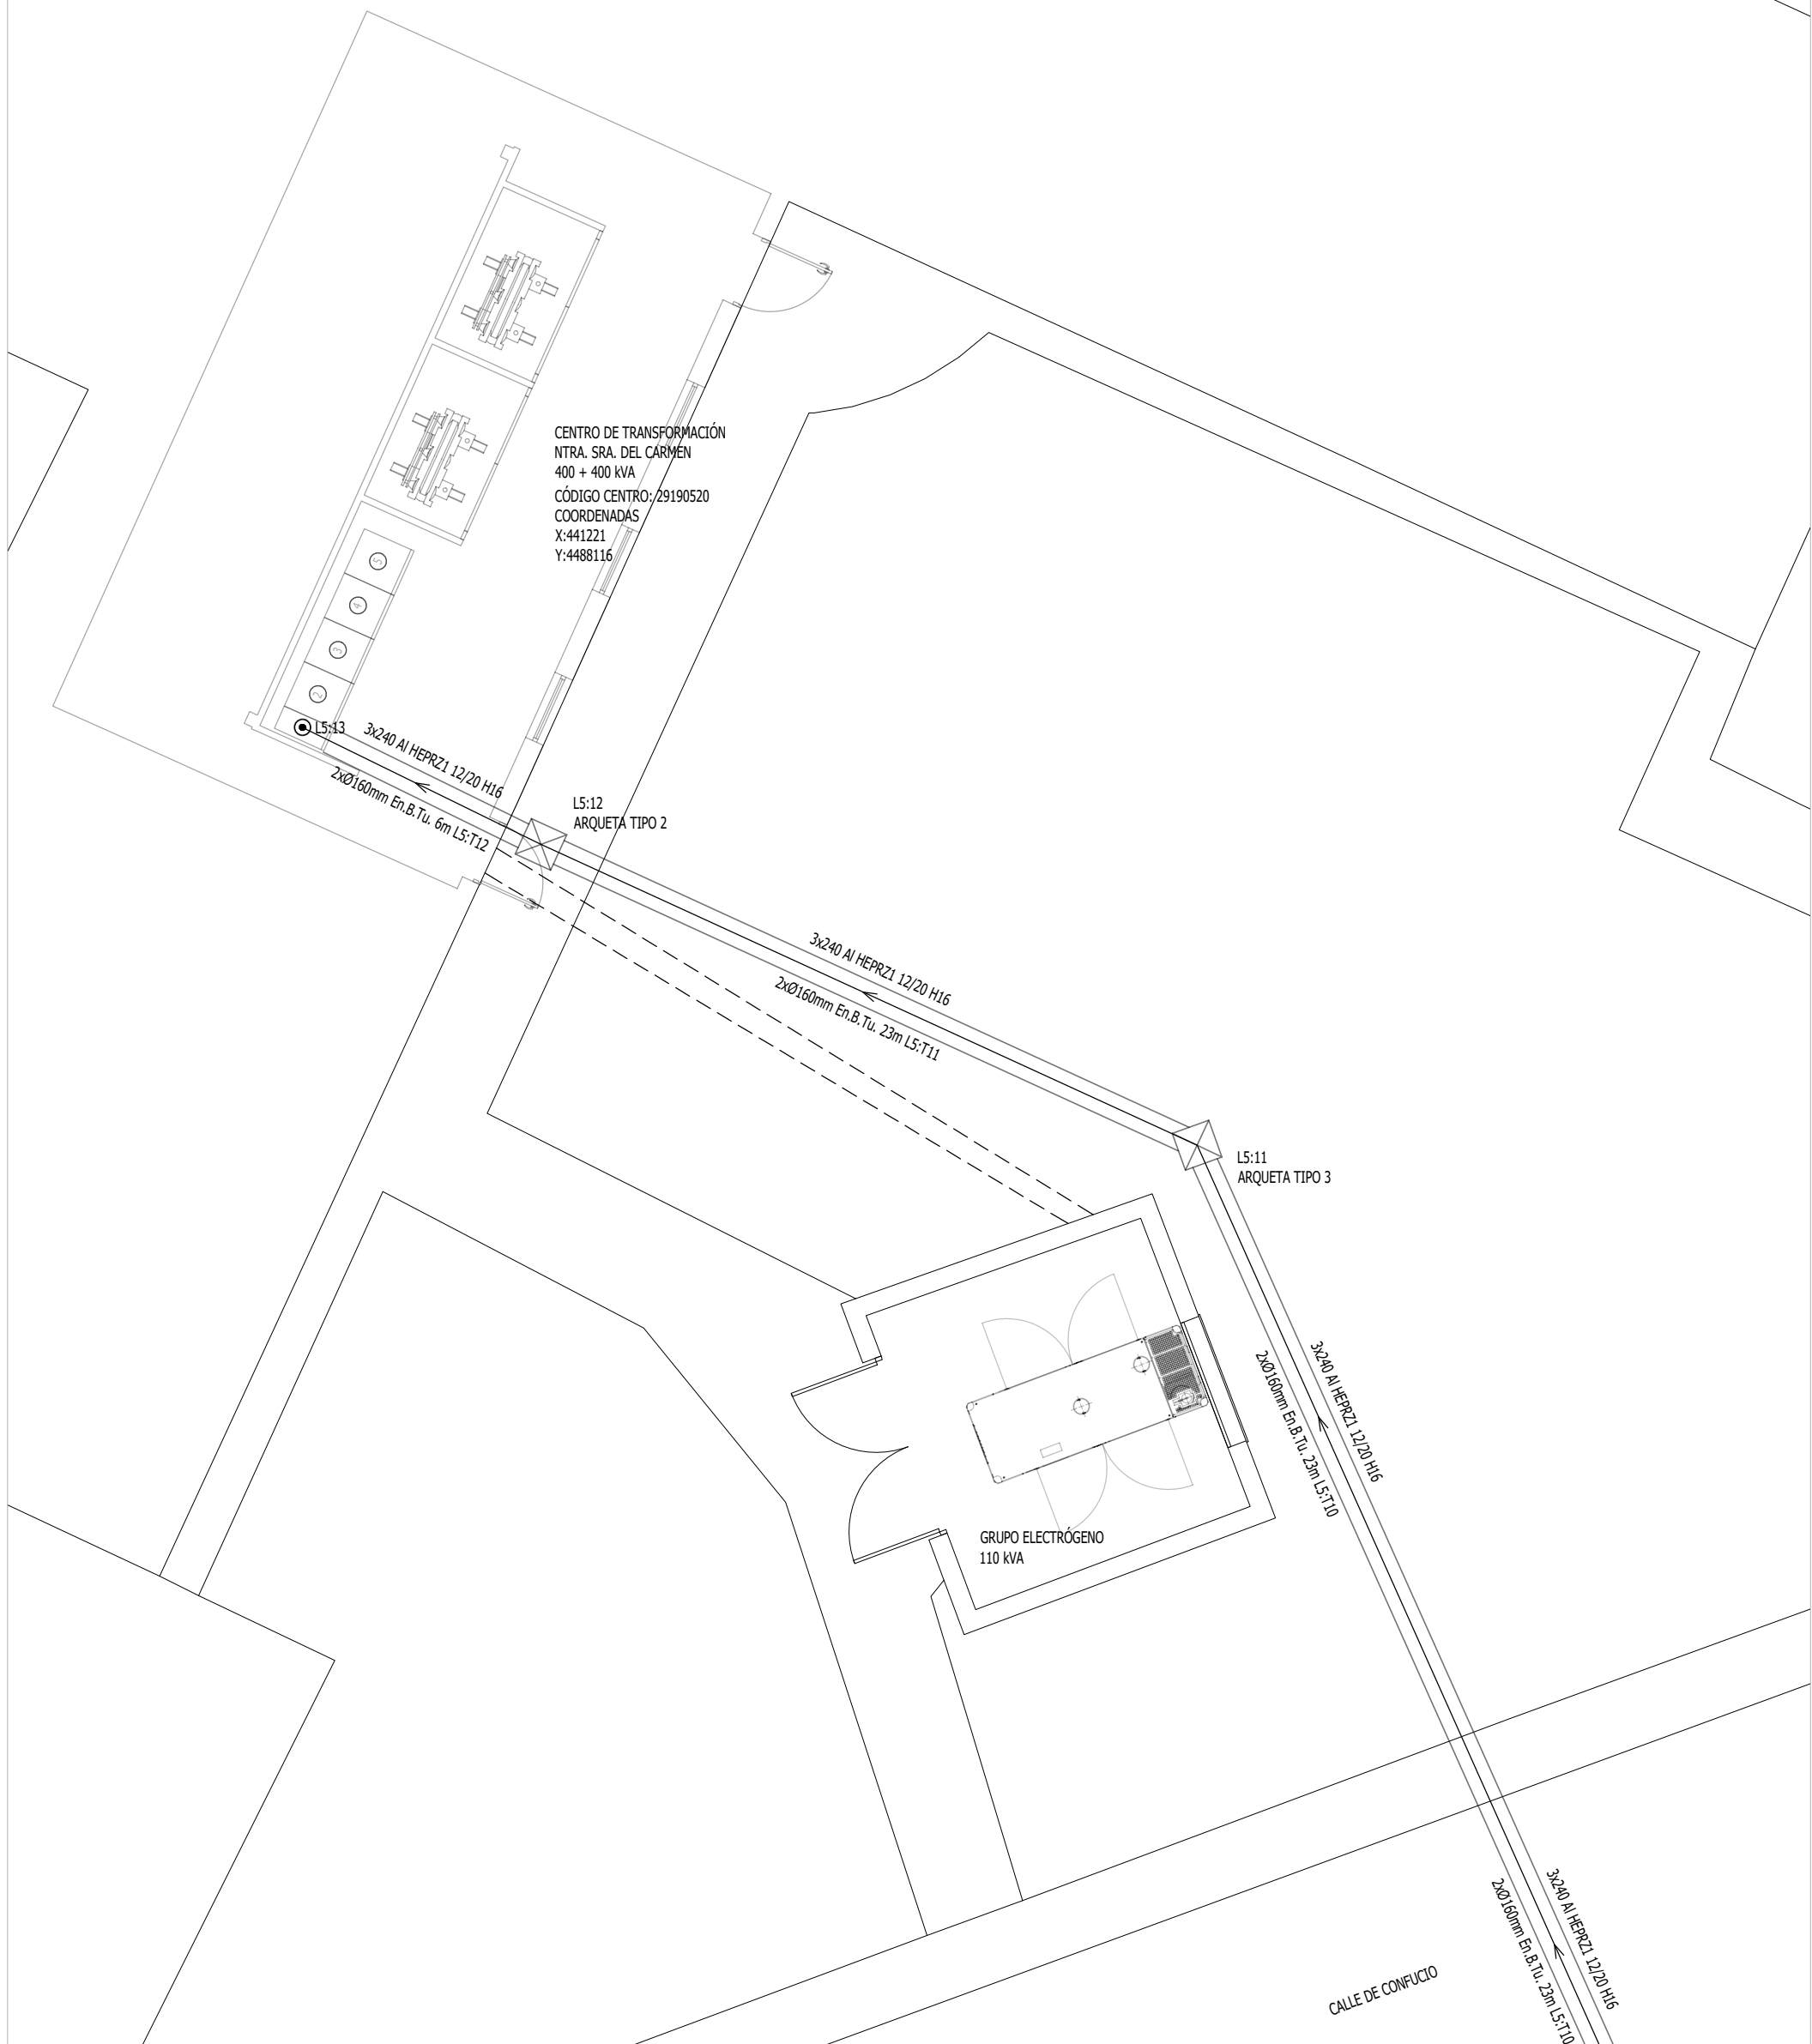 CENTRO DE TRANSFORMACIÓN
NTRA. SRA. DEL CARMEN
400 + 400 kVA
CÓDIGO CENTRO: 29190520
COORDENADAS
X:441221
Y:4488116
5
4
3
2
L5:13
3x240 Al HEPRZ1 12/20 H16
2xØ160mm En.B.Tu. 6m L5:T12
L5:12
ARQUETA TIPO 2
3x240 Al HEPRZ1 12/20 H16
2xØ160mm En.B.Tu. 23m L5:T11
L5:11
ARQUETA TIPO 3
3x240 Al HEPRZ1 12/20 H16
2xØ160mm En.B.Tu. 23m L5:T10
GRUPO ELECTRÓGENO
110 kVA
3x240 Al HEPRZ1 12/20 H16
2xØ160mm En.B.Tu. 23m L5:T10
CALLE DE CONFUCIO